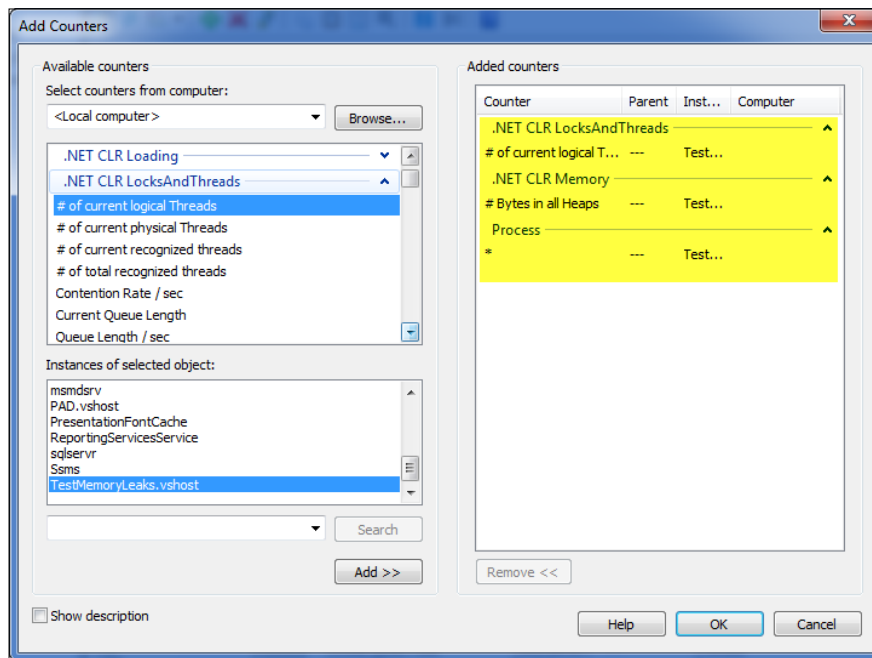 Add Counters
Available counters
Select counters from computer:
<Local computer>
Browse...
.NET CLR Loading
.NET CLR LocksAndThreads
# of current logical Threads
# of current physical Threads
# of current recognized threads
# of total recognized threads
Contention Rate / sec
Current Queue Length
Queue Length / sec
Instances of selected object:
msmdsrv
PAD.vshost
PresentationFontCache
ReportingServicesService
sqlservr
Ssms
TestMemoryLeaks.vshost
Search
Add >>
Show description
Added counters
Counter Parent Inst... Computer
.NET CLR LocksAndThreads
# of current logical T... --- Test...
.NET CLR Memory
# Bytes in all Heaps --- Test...
Process
* --- Test...
Remove <<
Help OK Cancel